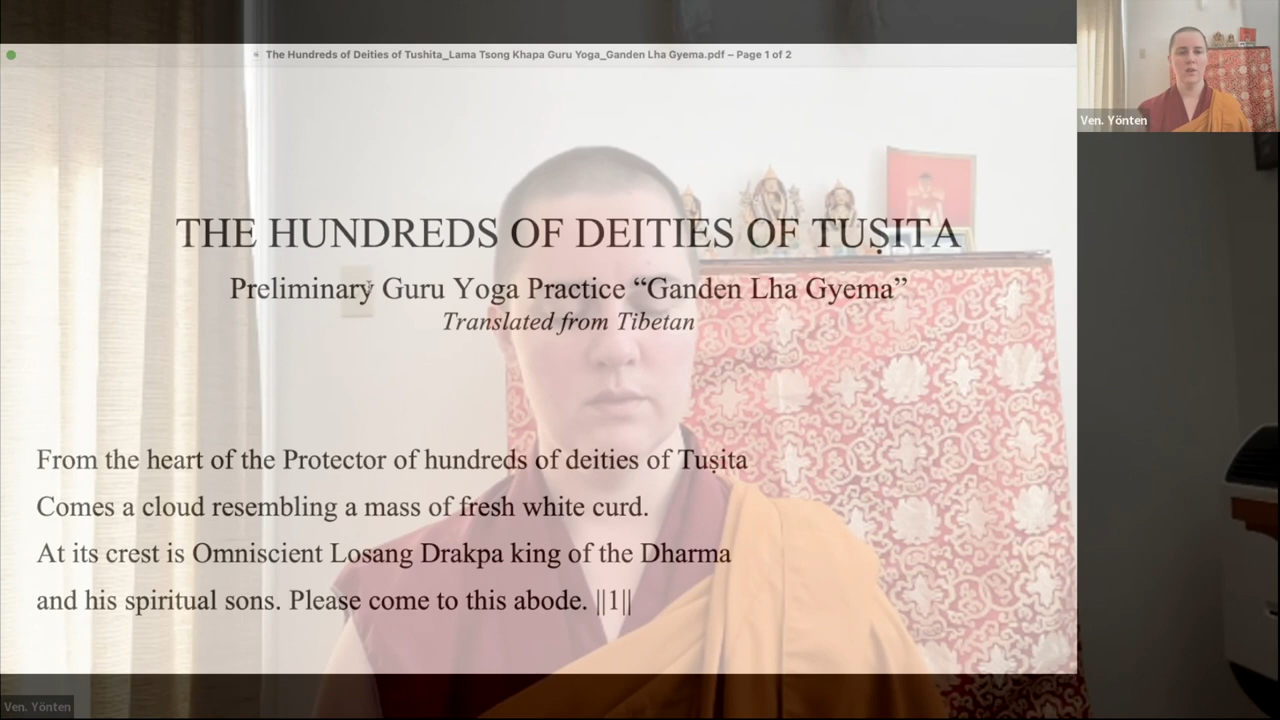 The Hundreds of Deities of Tushita_Lama Tsong Khapa Guru Yoga_Ganden Lha Gyema.pdf – Page 1 of 2
THE HUNDREDS OF DEITIES OF TUṢITA
Preliminary Guru Yoga Practice “Ganden Lha Gyema”
Translated from Tibetan
From the heart of the Protector of hundreds of deities of Tuṣita
Comes a cloud resembling a mass of fresh white curd.
At its crest is Omniscient Losang Drakpa king of the Dharma
and his spiritual sons. Please come to this abode. ||1||
Ven. Yönten
Ven. Yönten